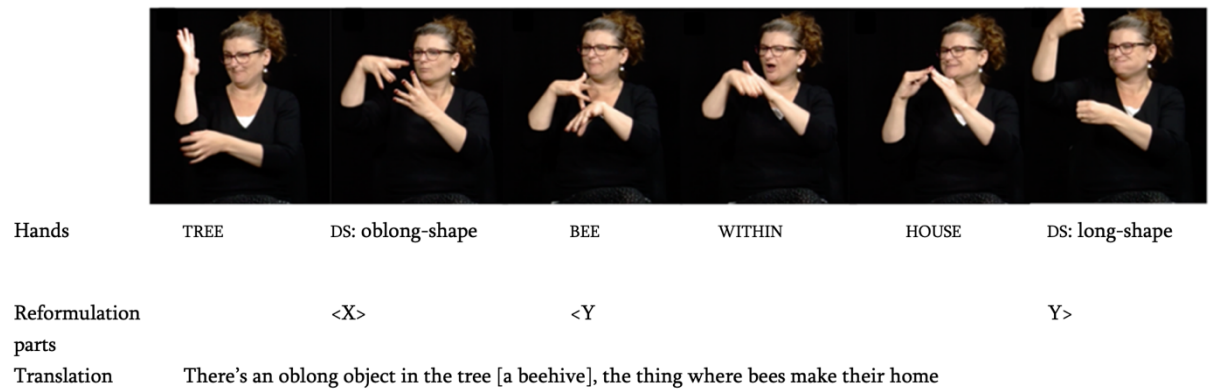 Hands TREE DS: oblong-shape BEE WITHIN HOUSE DS: long-shape
Reformulation parts <X> <Y Y>
Translation There's an oblong object in the tree [a beehive], the thing where bees make their home